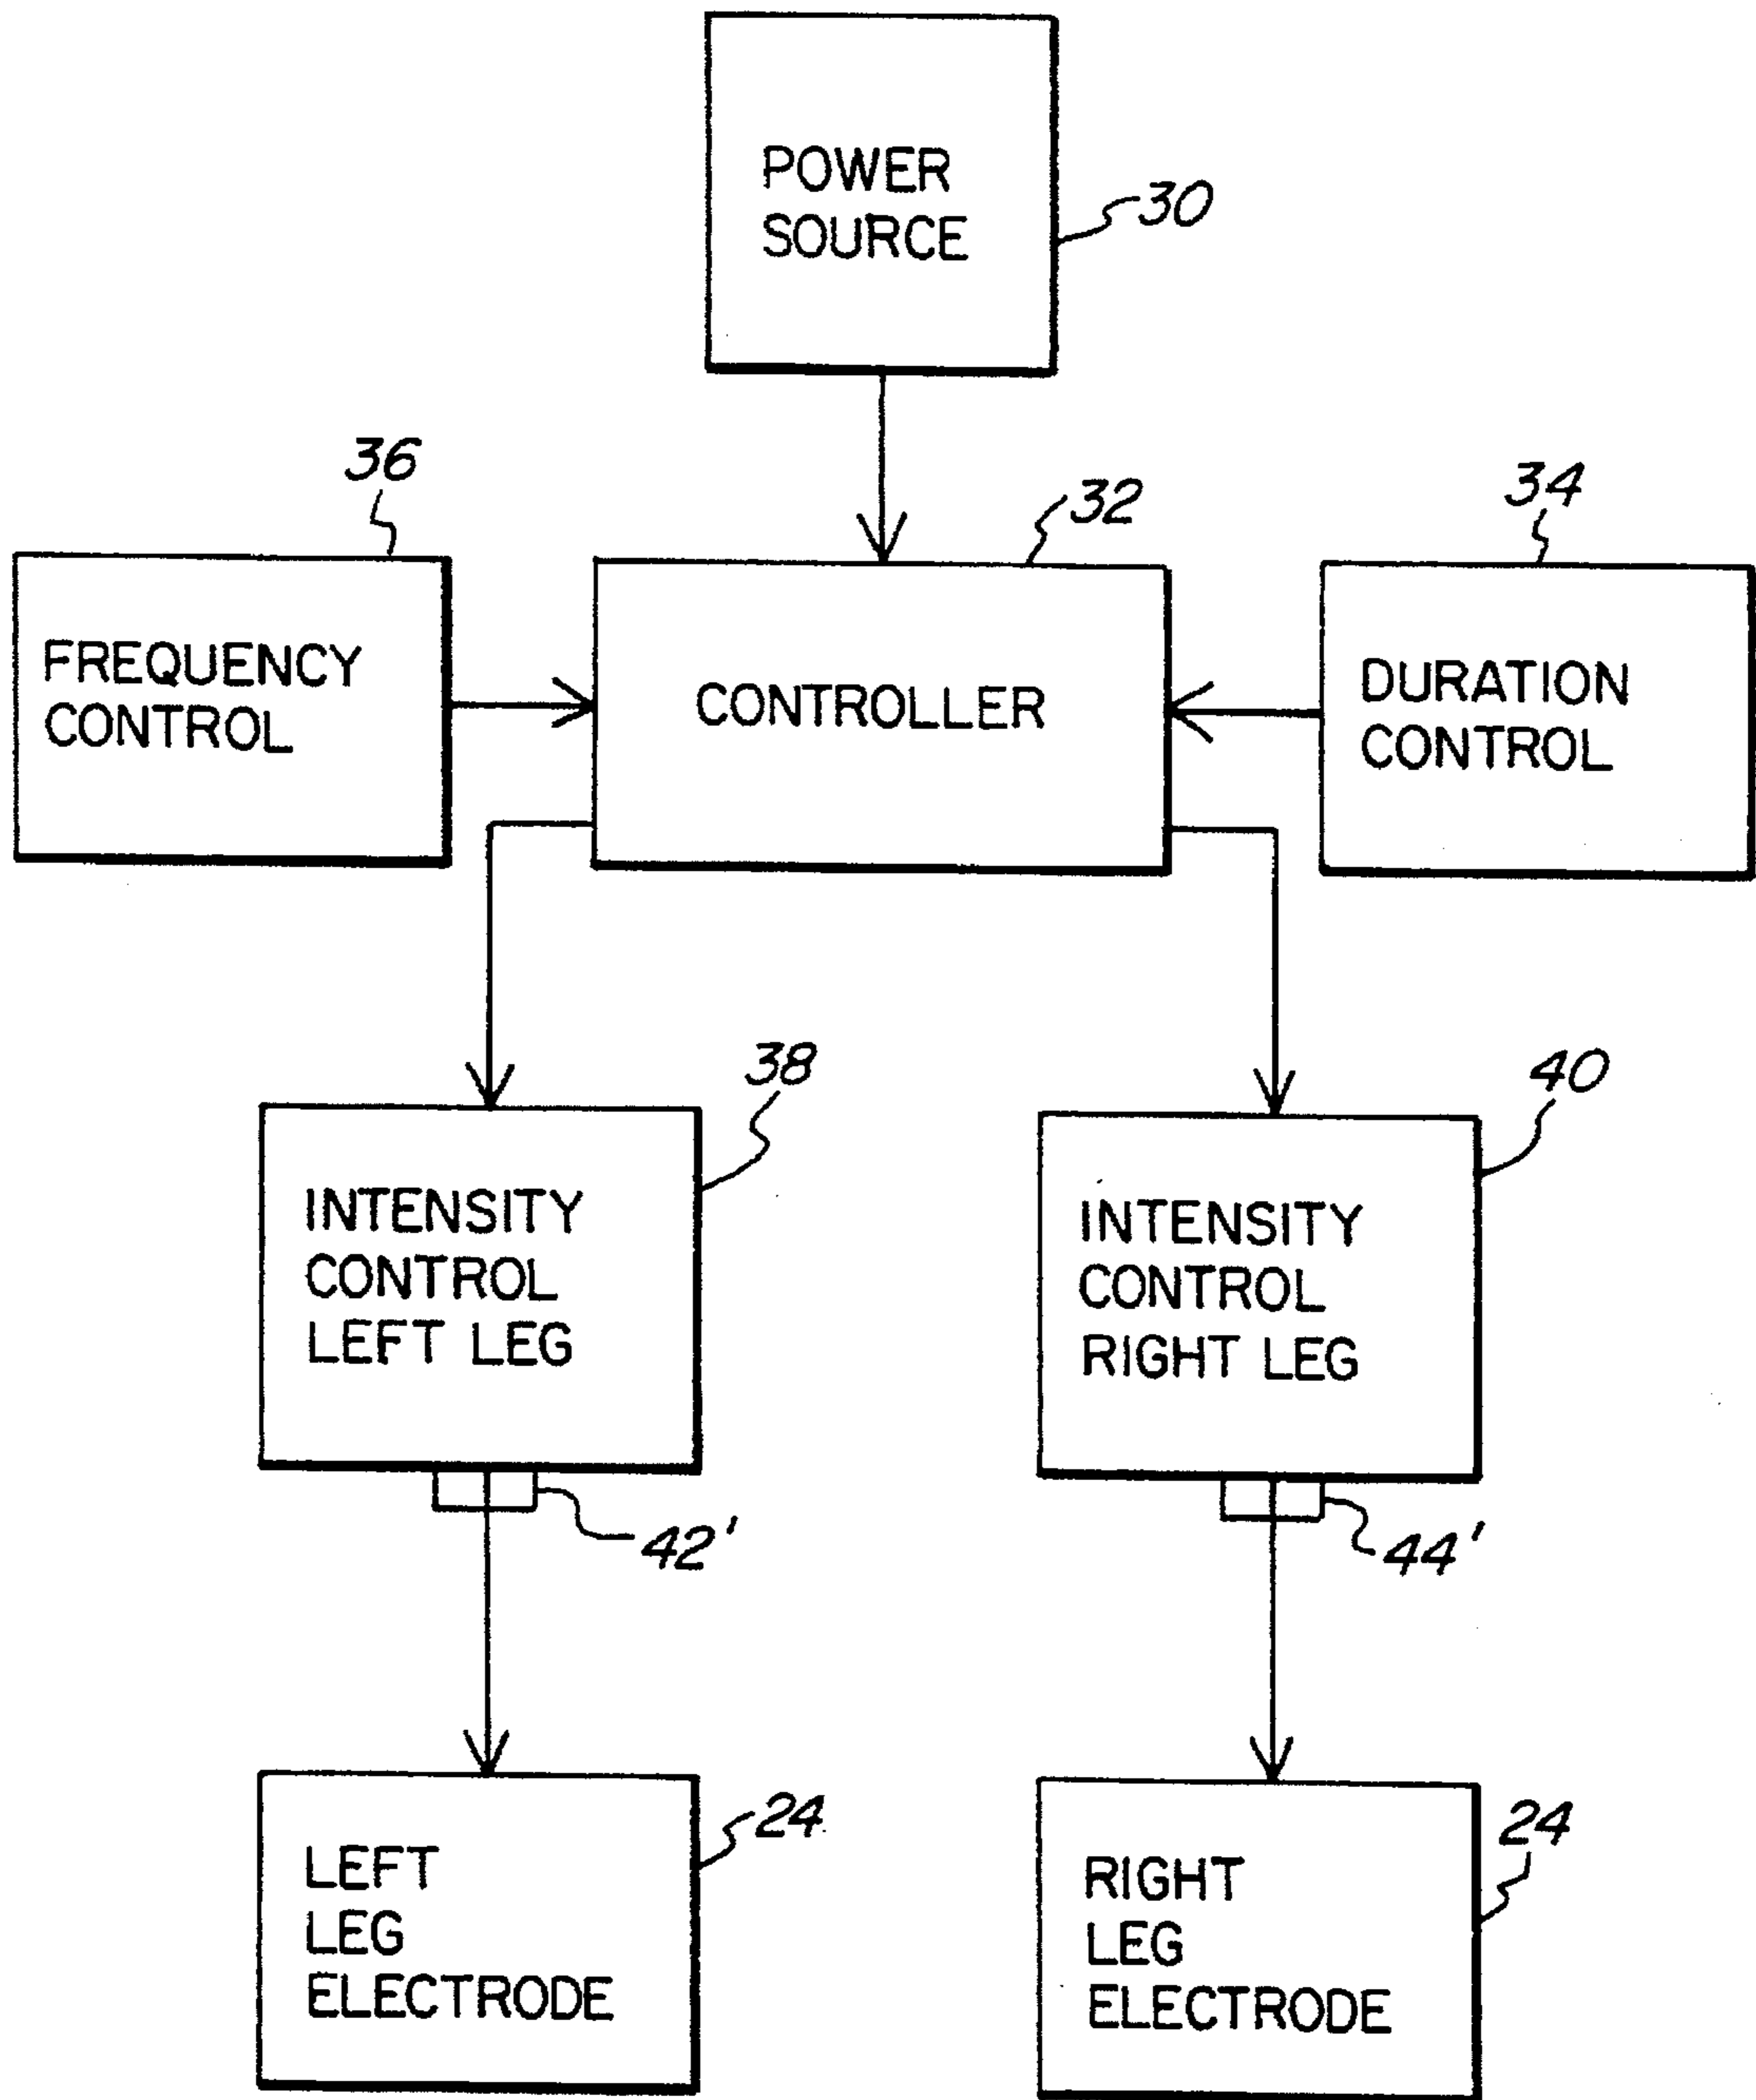 POWER
SOURCE
30
36
32
34
FREQUENCY
CONTROL
CONTROLLER
DURATION
CONTROL
38
40
INTENSITY
CONTROL
LEFT LEG
INTENSITY
CONTROL
RIGHT LEG
42'
44'
24
24
LEFT
LEG
ELECTRODE
RIGHT
LEG
ELECTRODE